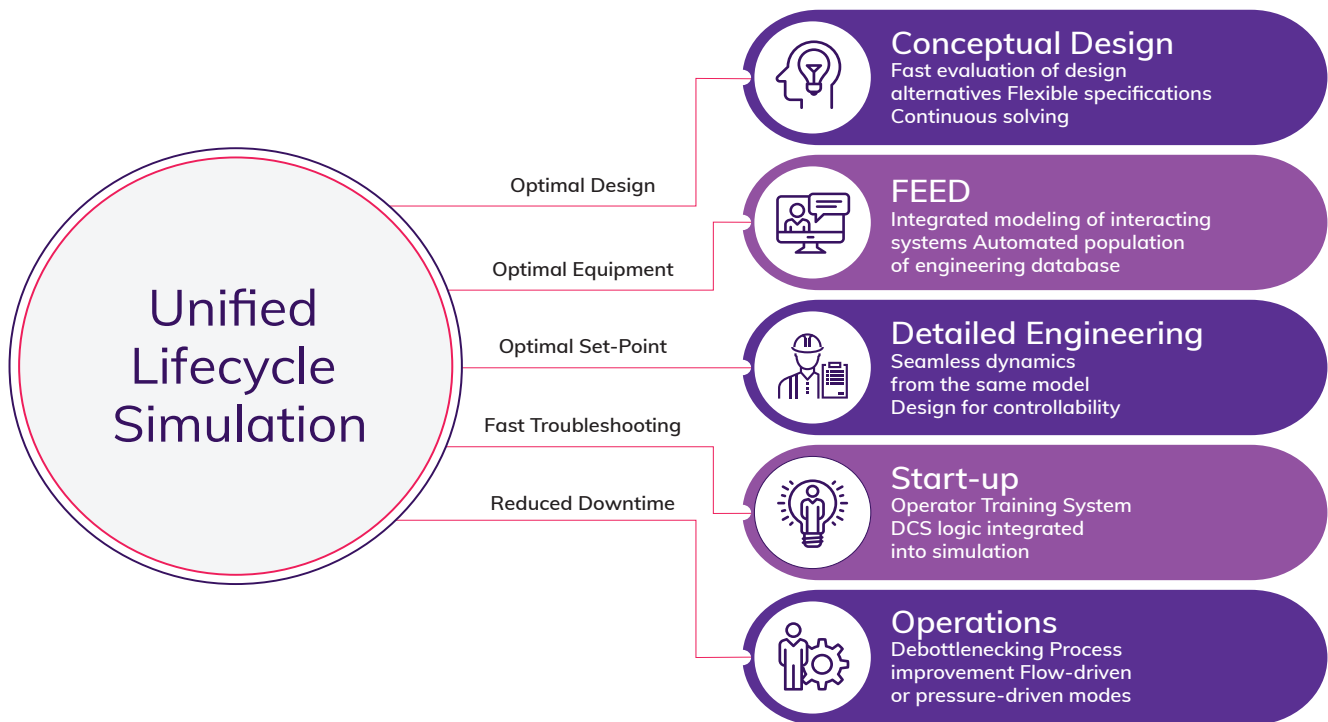 Unified
Lifecycle
Simulation
Optimal Design
Optimal Equipment
Optimal Set-Point
Fast Troubleshooting
Reduced Downtime
Conceptual Design
Fast evaluation of design
alternatives Flexible specifications
Continuous solving
FEED
Integrated modeling of interacting
systems Automated population
of engineering database
Detailed Engineering
Seamless dynamics
from the same model
Design for controllability
Start-up
Operator Training System
DCS logic integrated
into simulation
Operations
Debottlenecking Process
improvement Flow-driven
or pressure-driven modes